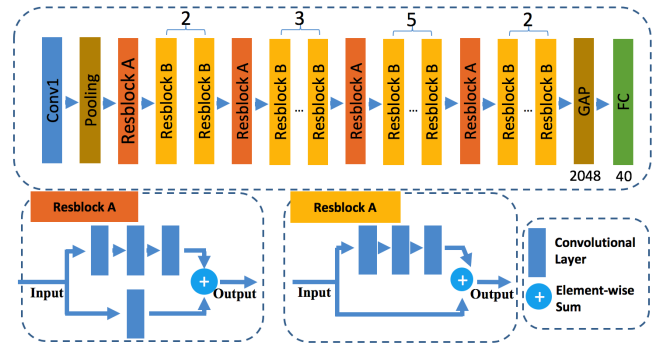 2
3
5
2
Conv1
Pooling
Resblock A
Resblock B
Resblock B
Resblock A
Resblock B
...
Resblock B
Resblock A
Resblock B
...
Resblock B
Resblock A
Resblock B
...
Resblock B
GAP
FC
2048
40
Resblock A
Input
+
Output
Resblock A
Input
+
Output
Convolutional
Layer
+
Element-wise
Sum